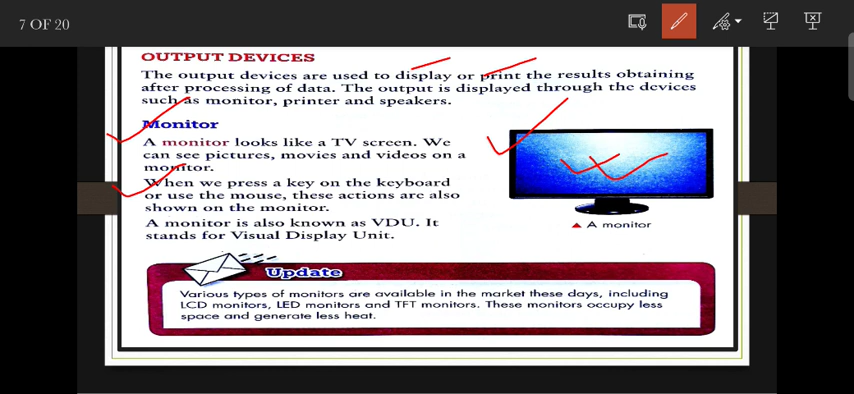 7 OF 20
OUTPUT DEVICES
The output devices are used to display or print the results obtaining
after processing of data. The output is displayed through the devices
such as monitor, printer and speakers.
Monitor
A monitor looks like a TV screen. We
can see pictures, movies and videos on a
monitor.
When we press a key on the keyboard
or use the mouse, these actions are also
shown on the monitor.
A monitor is also known as VDU. It
stands for Visual Display Unit.
A monitor
Update
Various types of monitors are available in the market these days, including
LCD monitors, LED monitors and TFT monitors. These monitors occupy less
space and generate less heat.